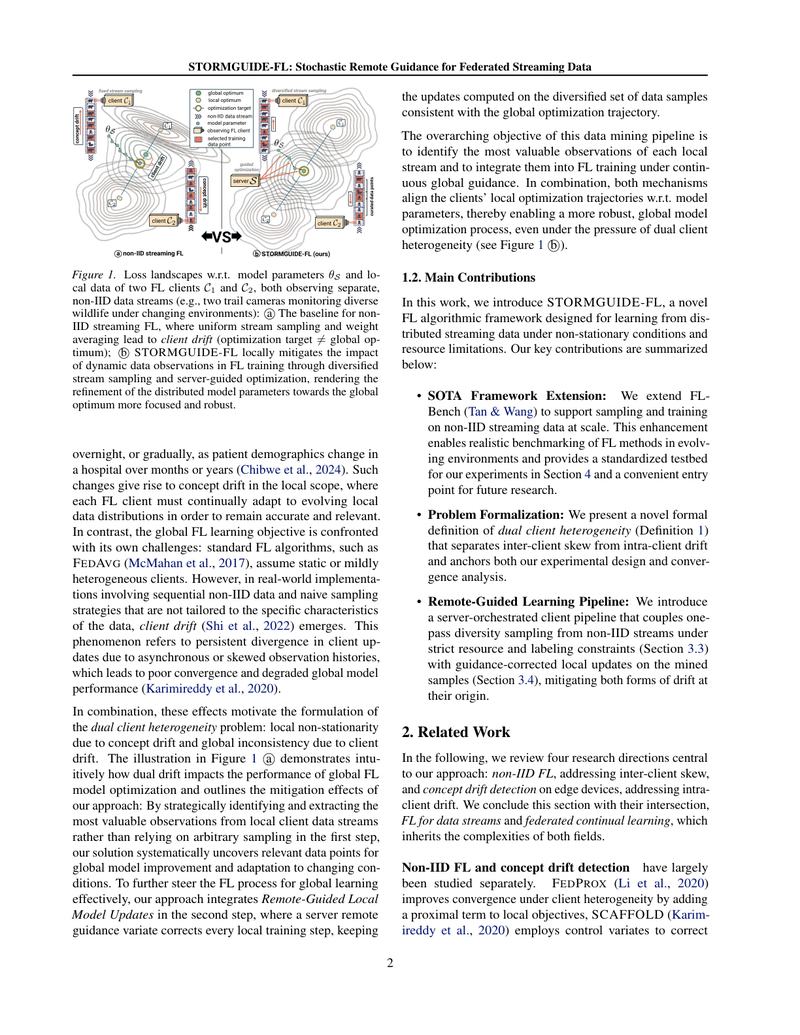 STORMGUIDE-FL: Stochastic Remote Guidance for Federated Streaming Data
fixed stream sampling
client C1
concept drift
θS
client drift
C1
C2
client C2
concept drift
global optimum
local optimum
optimization target
non-IID data stream
model parameter
observing FL client
selected training
data point
diversified stream sampling
client C1
θS
guided
optimization
server S
C1
C2
client C2
curated data points
VS
ⓐ non-IID streaming FL
ⓑ STORMGUIDE-FL (ours)
Figure 1. Loss landscapes w.r.t. model parameters θS and lo-
cal data of two FL clients C1 and C2, both observing separate,
non-IID data streams (e.g., two trail cameras monitoring diverse
wildlife under changing environments): ⓐ The baseline for non-
IID streaming FL, where uniform stream sampling and weight
averaging lead to client drift (optimization target ≠ global op-
timum); ⓑ STORMGUIDE-FL locally mitigates the impact
of dynamic data observations in FL training through diversified
stream sampling and server-guided optimization, rendering the
refinement of the distributed model parameters towards the global
optimum more focused and robust.
overnight, or gradually, as patient demographics change in
a hospital over months or years (Chibwe et al., 2024). Such
changes give rise to concept drift in the local scope, where
each FL client must continually adapt to evolving local
data distributions in order to remain accurate and relevant.
In contrast, the global FL learning objective is confronted
with its own challenges: standard FL algorithms, such as
FEDAVG (McMahan et al., 2017), assume static or mildly
heterogeneous clients. However, in real-world implementa-
tions involving sequential non-IID data and naive sampling
strategies that are not tailored to the specific characteristics
of the data, client drift (Shi et al., 2022) emerges. This
phenomenon refers to persistent divergence in client up-
dates due to asynchronous or skewed observation histories,
which leads to poor convergence and degraded global model
performance (Karimireddy et al., 2020).
In combination, these effects motivate the formulation of
the dual client heterogeneity problem: local non-stationarity
due to concept drift and global inconsistency due to client
drift. The illustration in Figure 1 ⓐ demonstrates intu-
itively how dual drift impacts the performance of global FL
model optimization and outlines the mitigation effects of
our approach: By strategically identifying and extracting the
most valuable observations from local client data streams
rather than relying on arbitrary sampling in the first step,
our solution systematically uncovers relevant data points for
global model improvement and adaptation to changing con-
ditions. To further steer the FL process for global learning
effectively, our approach integrates Remote-Guided Local
Model Updates in the second step, where a server remote
guidance variate corrects every local training step, keeping
the updates computed on the diversified set of data samples
consistent with the global optimization trajectory.
The overarching objective of this data mining pipeline is
to identify the most valuable observations of each local
stream and to integrate them into FL training under contin-
uous global guidance. In combination, both mechanisms
align the clients' local optimization trajectories w.r.t. model
parameters, thereby enabling a more robust, global model
optimization process, even under the pressure of dual client
heterogeneity (see Figure 1 ⓑ).
1.2. Main Contributions
In this work, we introduce STORMGUIDE-FL, a novel
FL algorithmic framework designed for learning from dis-
tributed streaming data under non-stationary conditions and
resource limitations. Our key contributions are summarized
below:
• SOTA Framework Extension: We extend FL-
Bench (Tan & Wang) to support sampling and training
on non-IID streaming data at scale. This enhancement
enables realistic benchmarking of FL methods in evolv-
ing environments and provides a standardized testbed
for our experiments in Section 4 and a convenient entry
point for future research.
• Problem Formalization: We present a novel formal
definition of dual client heterogeneity (Definition 1)
that separates inter-client skew from intra-client drift
and anchors both our experimental design and conver-
gence analysis.
• Remote-Guided Learning Pipeline: We introduce
a server-orchestrated client pipeline that couples one-
pass diversity sampling from non-IID streams under
strict resource and labeling constraints (Section 3.3)
with guidance-corrected local updates on the mined
samples (Section 3.4), mitigating both forms of drift at
their origin.
2. Related Work
In the following, we review four research directions central
to our approach: non-IID FL, addressing inter-client skew,
and concept drift detection on edge devices, addressing intra-
client drift. We conclude this section with their intersection,
FL for data streams and federated continual learning, which
inherits the complexities of both fields.
Non-IID FL and concept drift detection have largely
been studied separately. FEDPROX (Li et al., 2020)
improves convergence under client heterogeneity by adding
a proximal term to local objectives, SCAFFOLD (Karim-
ireddy et al., 2020) employs control variates to correct
2